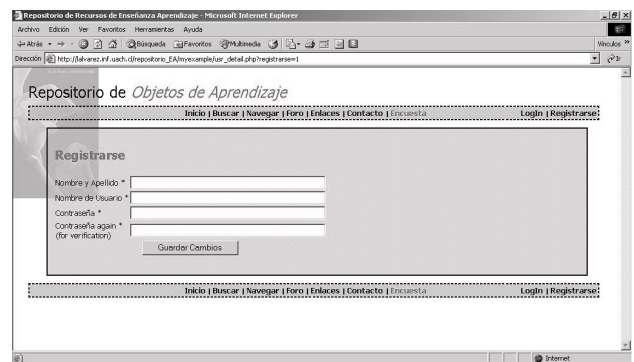 Repositorio de Recursos de Enseñanza Aprendizaje - Microsoft Internet Explorer
Archivo Edición Ver Favoritos Herramientas Ayuda
Atrás Búsqueda Favoritos Multimedia Vínculos »
Dirección http://lalvarez.inf.uach.cl/repositorio_EA/myexample/usr_detail.php?registrarse=1 Ir
Repositorio de Objetos de Aprendizaje
Inicio | Buscar | Navegar | Foro | Enlaces | Contacto | Encuesta LogIn | Registrarse
Registrarse
Nombre y Apellido *
Nombre de Usuario *
Contraseña *
Contraseña again *
(for verification)
Guardar Cambios
Inicio | Buscar | Navegar | Foro | Enlaces | Contacto | Encuesta LogIn | Registrarse
Internet